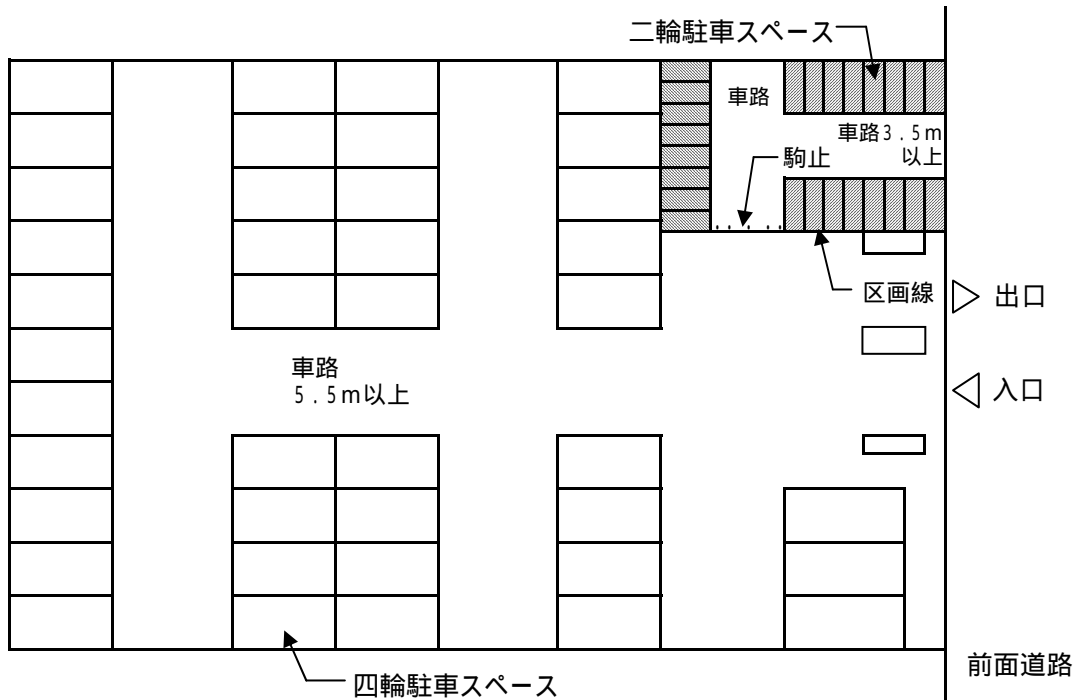 二輪駐車スペース
車路
車路3.5m
以上
駒止
区画線
出口
車路
5.5m以上
入口
四輪駐車スペース
前面道路